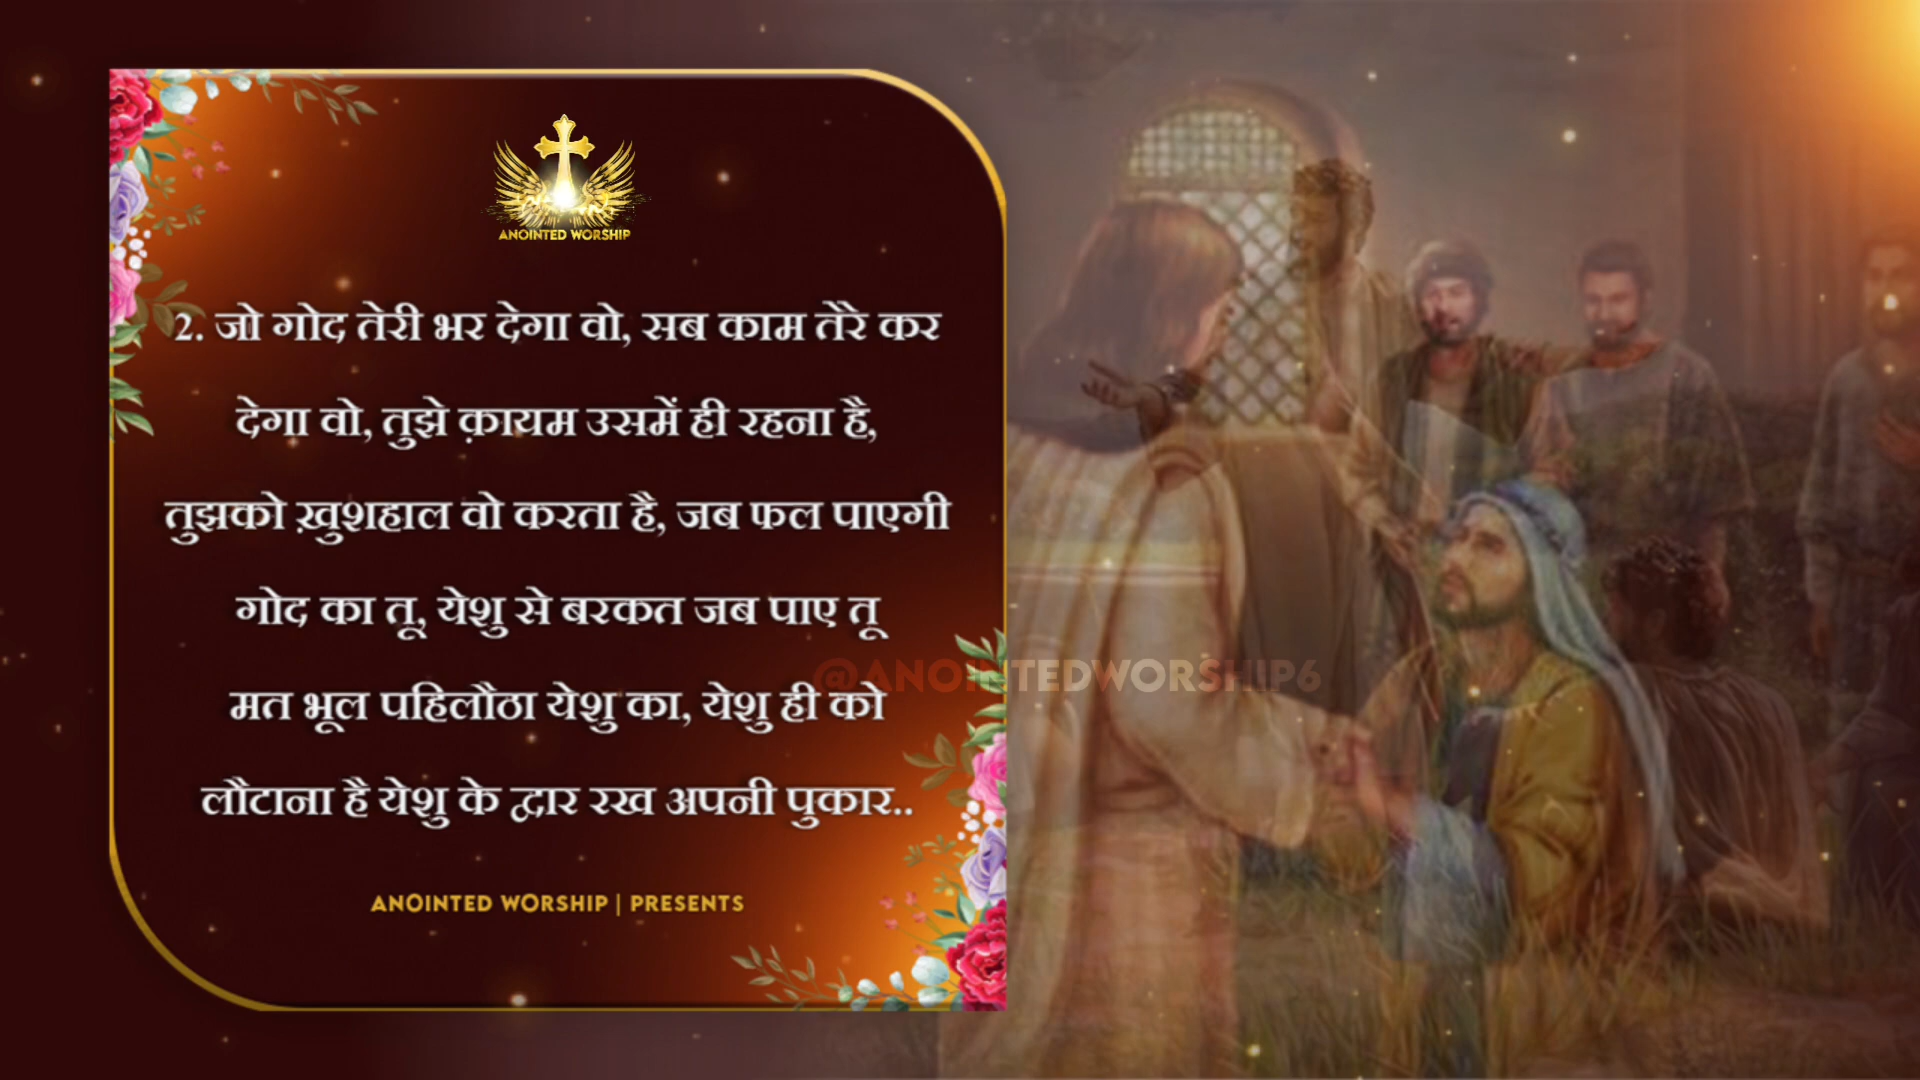 ANOINTED WORSHIP
2. जो गोद तेरी भर देगा वो, सब काम तेरे कर
देगा वो, तुझे क़ायम उसमें ही रहना है,
तुझको ख़ुशहाल वो करता है, जब फल पाएगी
गोद का तू, येशु से बरकत जब पाए तू
मत भूल पहिलौठा येशु का, येशु ही को
लौटाना है येशु के द्वार रख अपनी पुकार..
@ANOINTEDWORSHIP6
ANOINTED WORSHIP | PRESENTS